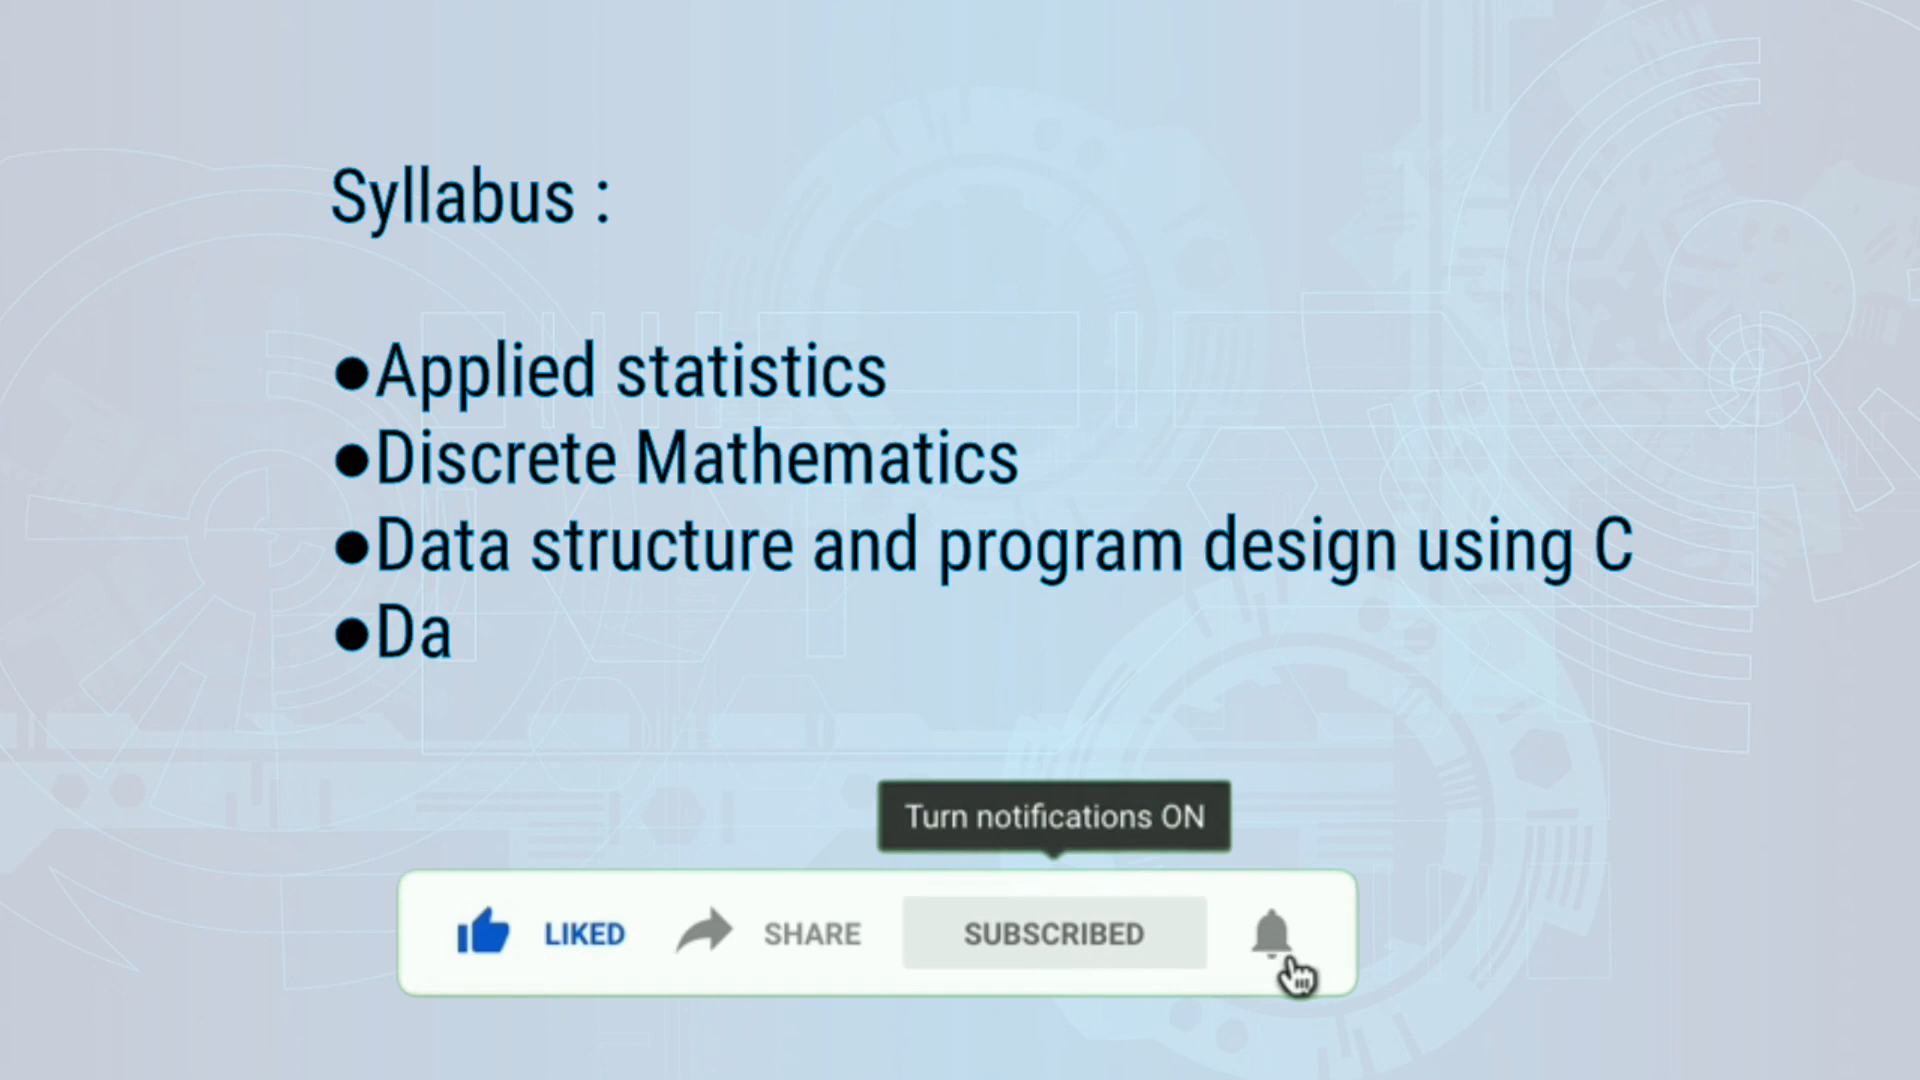 Syllabus :
●Applied statistics
●Discrete Mathematics
●Data structure and program design using C
●Da
Turn notifications ON
LIKED SHARE SUBSCRIBED